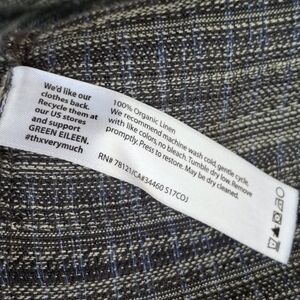 We'd like our
clothes back.
Recycle them at
our US stores
and support
GREEN EILEEN.
#thxverymuch
100% Organic Linen
We recommend machine wash cold, gentle cycle,
with like colors, no bleach. Tumble dry low. Remove
promptly. Press to restore. May be dry cleaned.
RN# 78121/CA#34460 S17COJ